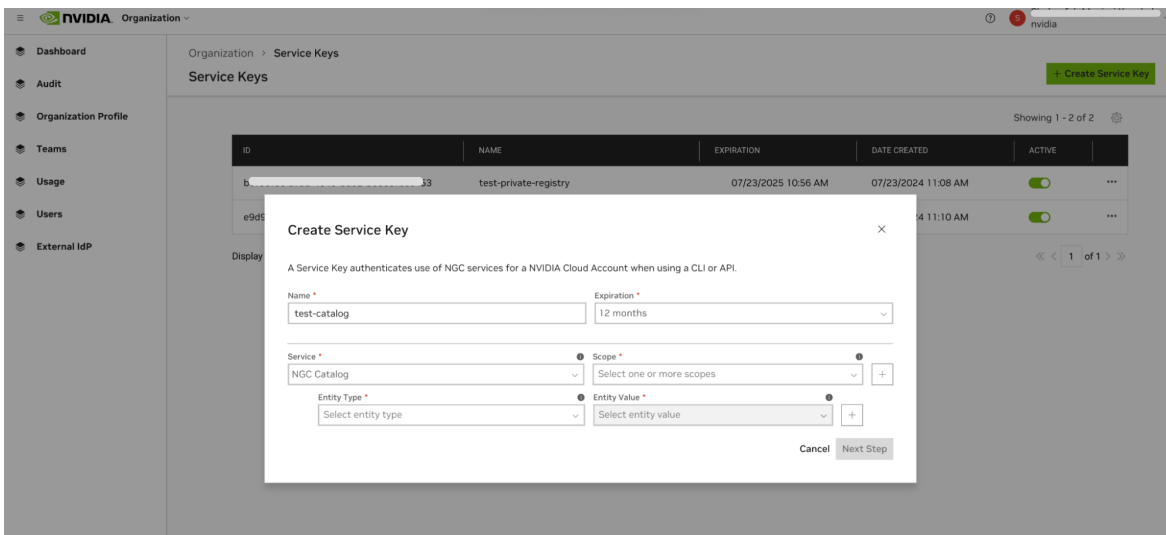 NVIDIA. Organization
S
nvidia
Dashboard
Audit
Organization Profile
Teams
Usage
Users
External IdP
Organization > Service Keys
Service Keys
+ Create Service Key
Showing 1 - 2 of 2
ID NAME EXPIRATION DATE CREATED ACTIVE
53 test-private-registry 07/23/2025 10:56 AM 07/23/2024 11:08 AM
e9d9 4 11:10 AM
Display 1 of 1
Create Service Key
A Service Key authenticates use of NGC services for a NVIDIA Cloud Account when using a CLI or API.
Name * Expiration *
test-catalog 12 months
Service * Scope *
NGC Catalog Select one or more scopes
Entity Type * Entity Value *
Select entity type Select entity value
Cancel Next Step